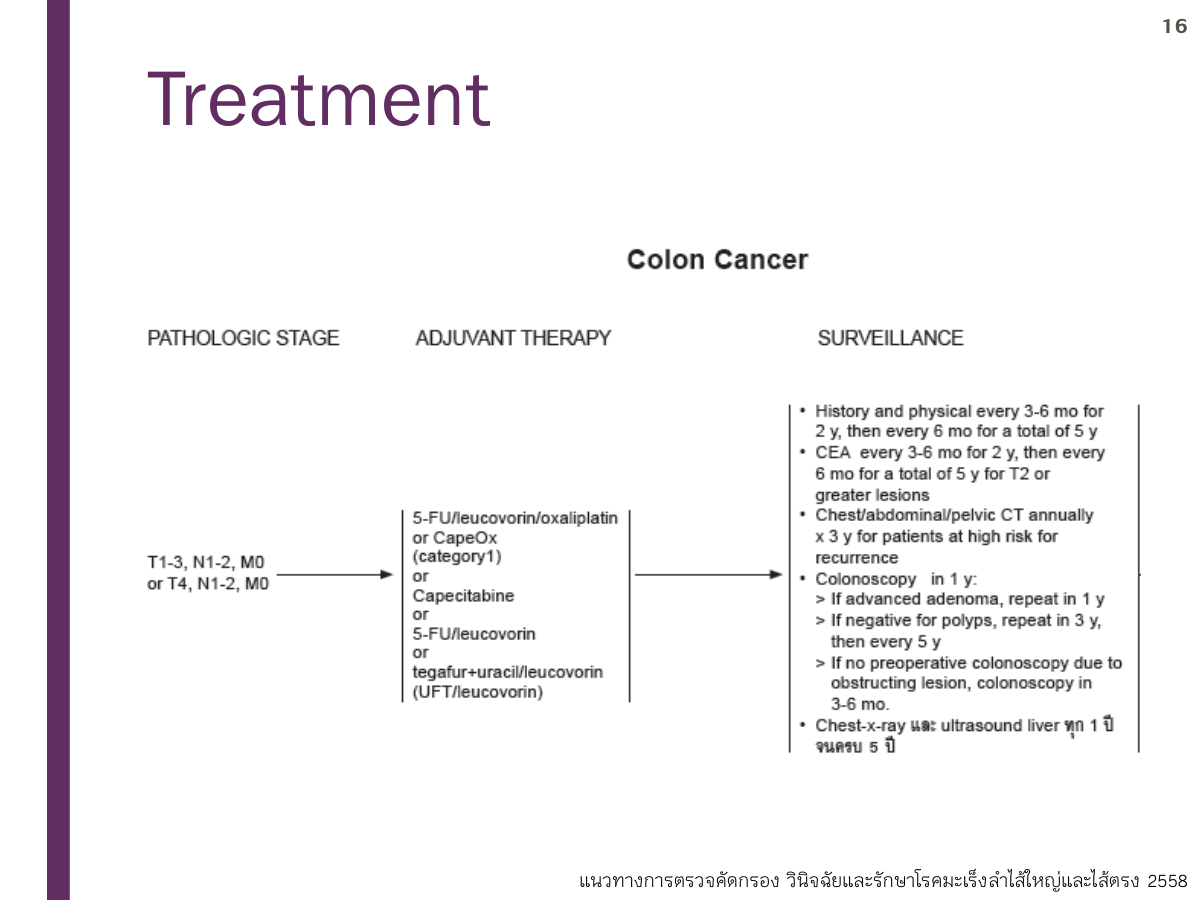 16
Treatment
Colon Cancer
PATHOLOGIC STAGE
ADJUVANT THERAPY
SURVEILLANCE
T1-3, N1-2, M0
or T4, N1-2, M0
5-FU/leucovorin/oxaliplatin
or CapeOx
(category1)
or
Capecitabine
or
5-FU/leucovorin
or
tegafur+uracil/leucovorin
(UFT/leucovorin)
• History and physical every 3-6 mo for
2 y, then every 6 mo for a total of 5 y
• CEA every 3-6 mo for 2 y, then every
6 mo for a total of 5 y for T2 or
greater lesions
• Chest/abdominal/pelvic CT annually
x 3 y for patients at high risk for
recurrence
• Colonoscopy in 1 y:
> If advanced adenoma, repeat in 1 y
> If negative for polyps, repeat in 3 y,
then every 5 y
> If no preoperative colonoscopy due to
obstructing lesion, colonoscopy in
3-6 mo.
• Chest-x-ray และ ultrasound liver ทุก 1 ปี
จนครบ 5 ปี
แนวทางการตรวจคัดกรอง วินิจฉัยและรักษาโรคมะเร็งลำไส้ใหญ่และไส้ตรง 2558